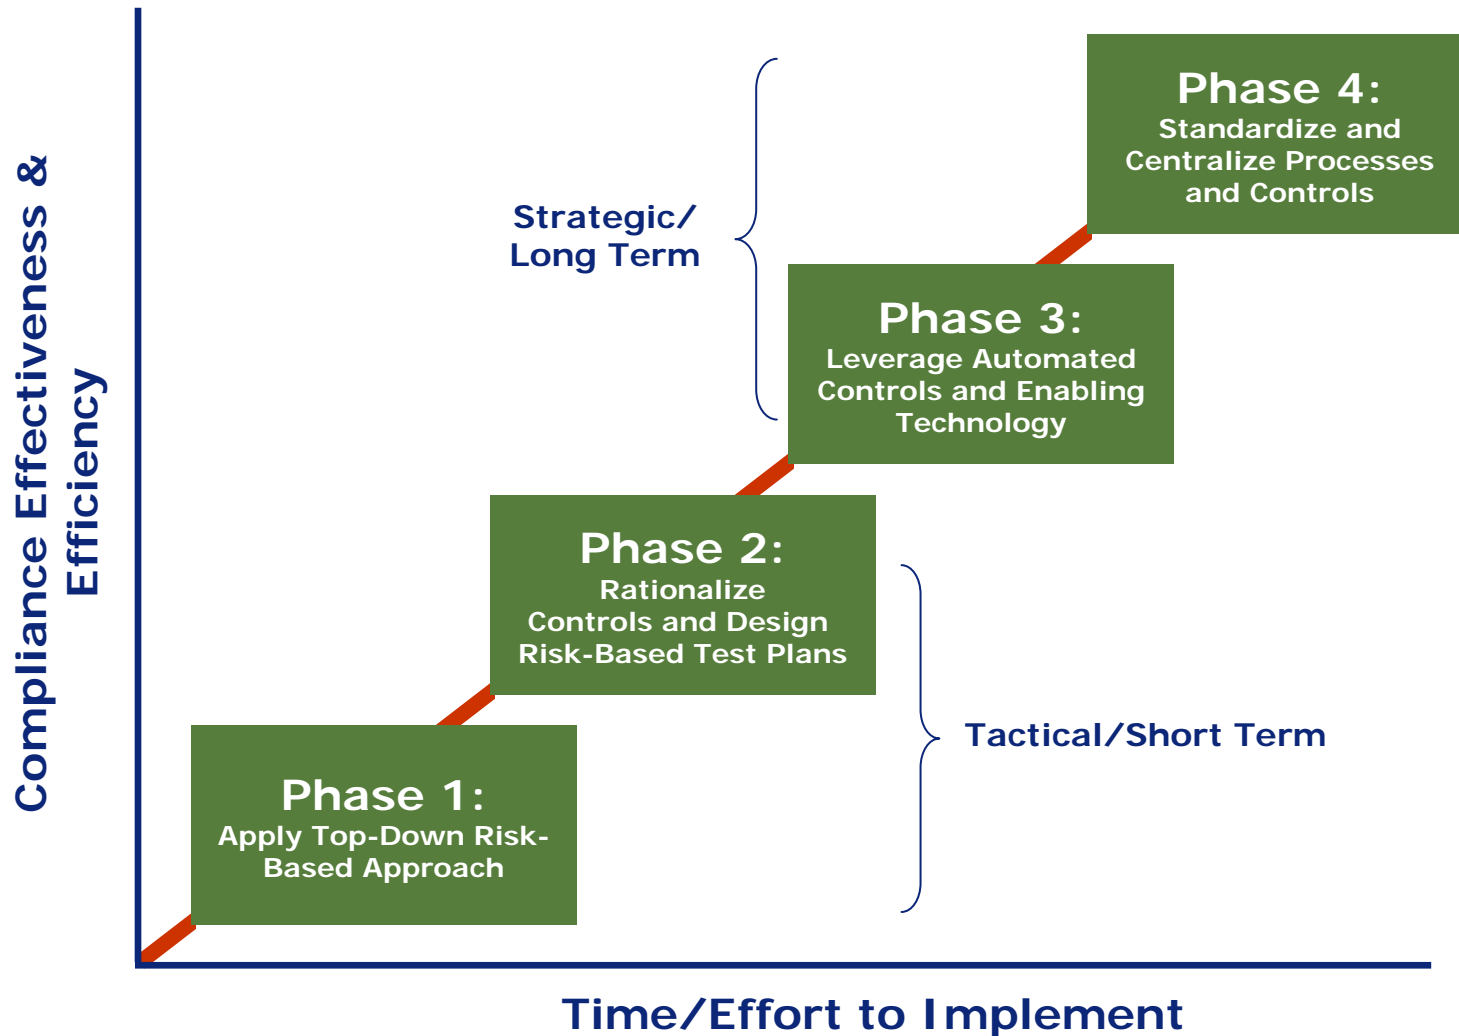 Compliance Effectiveness &
Efficiency
Phase 4:
Standardize and
Centralize Processes
and Controls
Strategic/
Long Term
Phase 3:
Leverage Automated
Controls and Enabling
Technology
Phase 2:
Rationalize
Controls and Design
Risk-Based Test Plans
Tactical/Short Term
Phase 1:
Apply Top-Down Risk-
Based Approach
Time/Effort to Implement